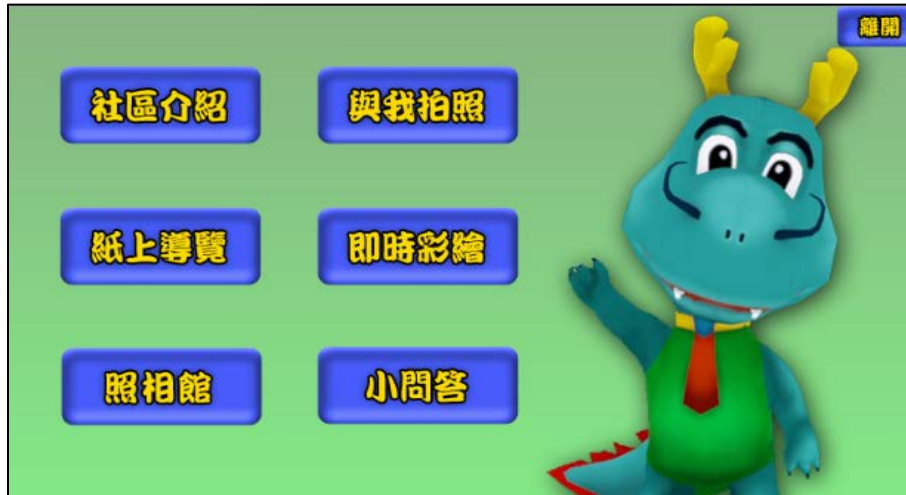 離開
社區介紹
與我拍照
紙上導覽
即時彩繪
照相館
小問答